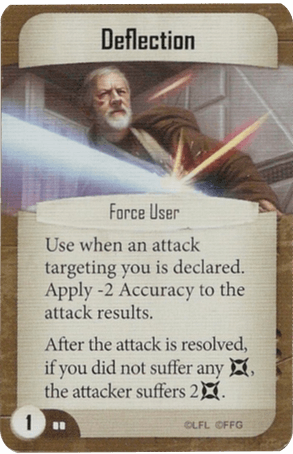 Deflection
Force User
Use when an attack
targeting you is declared.
Apply -2 Accuracy to the
attack results.
After the attack is resolved,
if you did not suffer any ,
the attacker suffers 2 .
1
©LFL ©FFG